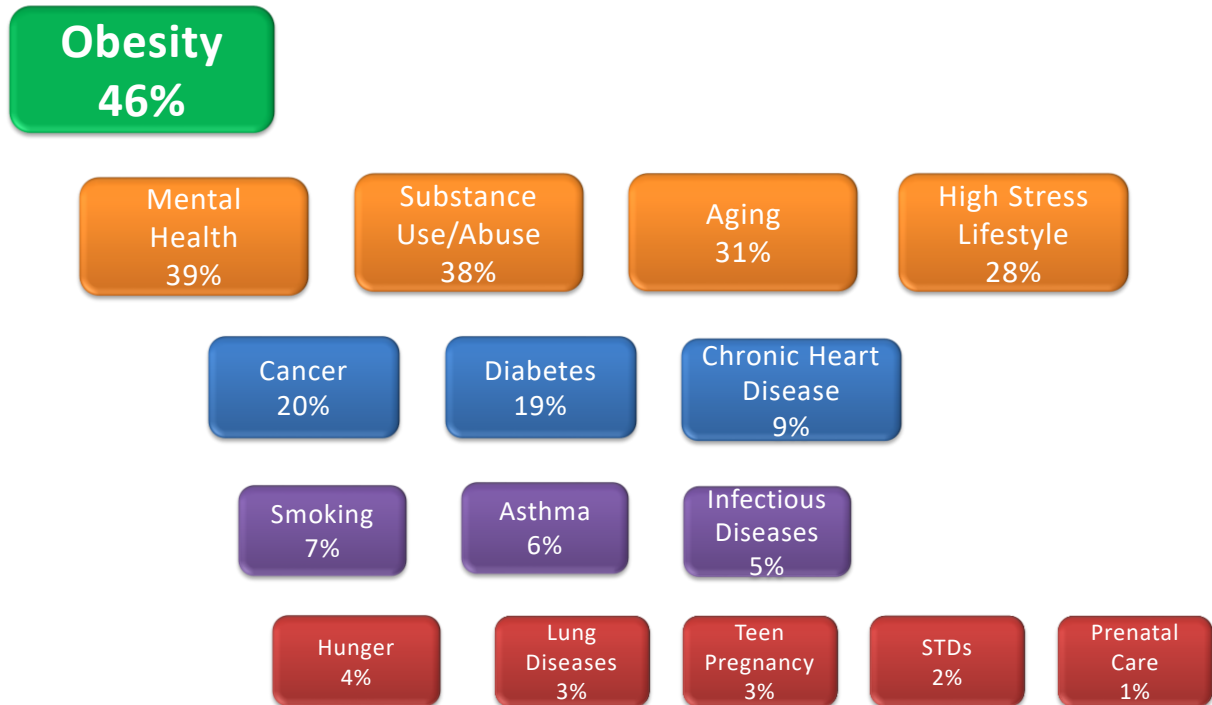 Obesity
46%
Mental
Health
39%
Substance
Use/Abuse
38%
Aging
31%
High Stress
Lifestyle
28%
Cancer
20%
Diabetes
19%
Chronic Heart
Disease
9%
Smoking
7%
Asthma
6%
Infectious
Diseases
5%
Hunger
4%
Lung
Diseases
3%
Teen
Pregnancy
3%
STDs
2%
Prenatal
Care
1%